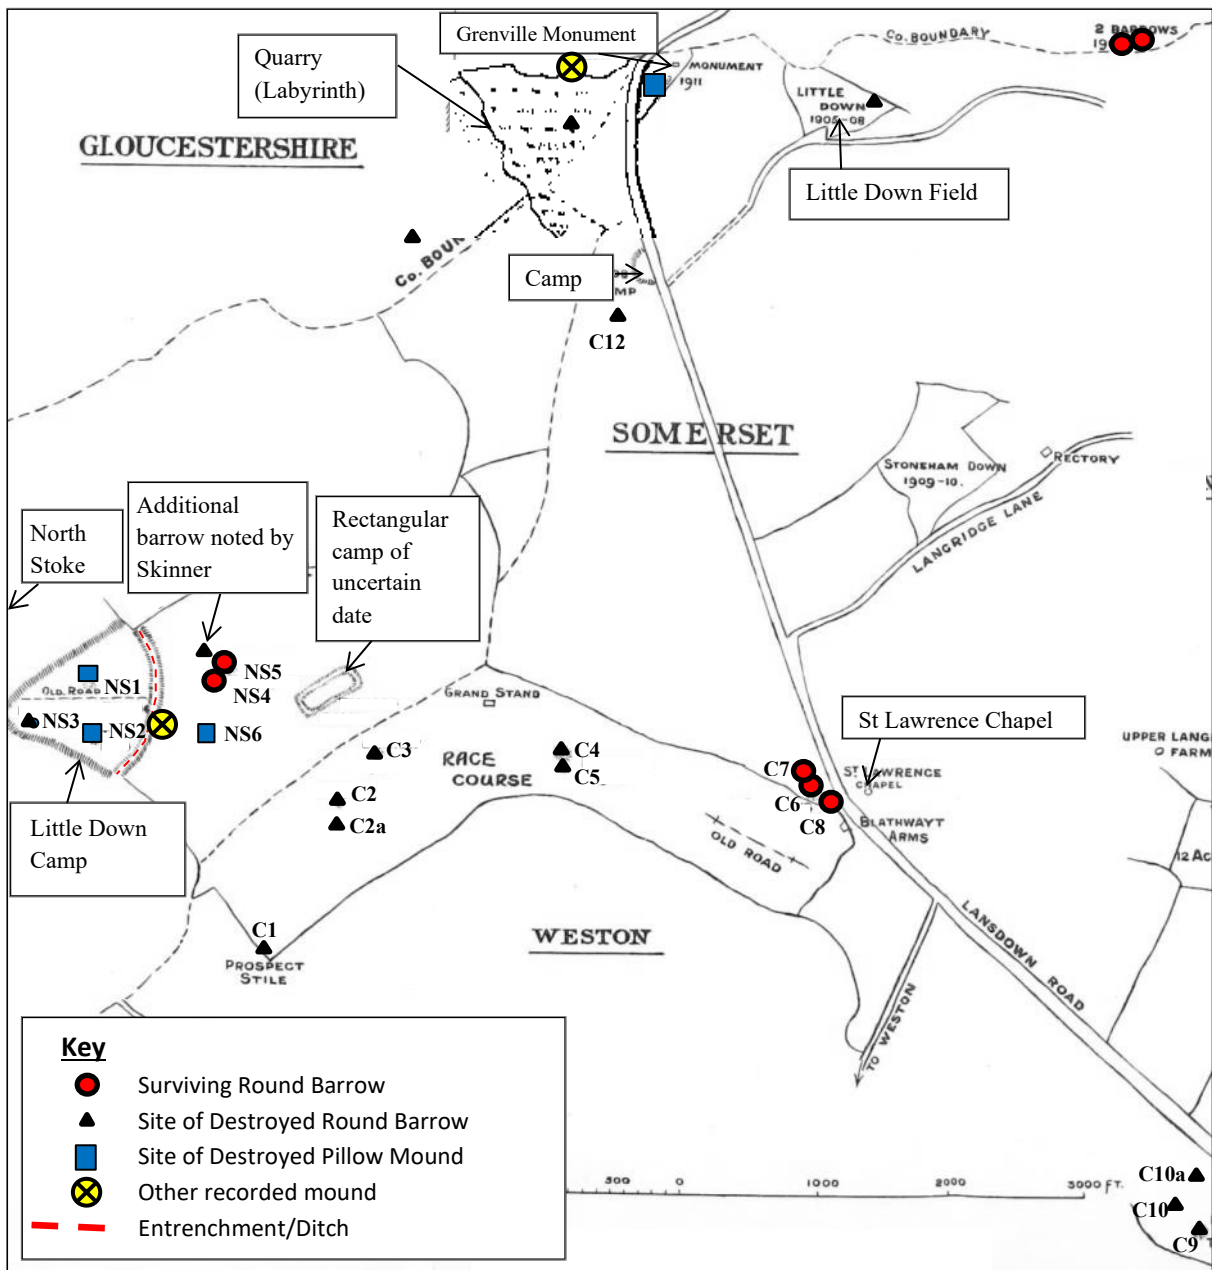 Grenville Monument
Co. BOUNDARY
2 BARROWS
19
Quarry
(Labyrinth)
MONUMENT
1911
LITTLE
DOWN
1905-08
GLOUCESTERSHIRE
Little Down Field
Co. BOUN
Camp
MP
C12
SOMERSET
STONEHAM DOWN
1909-10.
RECTORY
LANGRIDGE LANE
North
Stoke
Additional
barrow noted by
Skinner
Rectangular
camp of
uncertain
date
NS1
NS5
NS4
OLD. ROAD
NS3
NS2
NS6
GRAND STAND
St Lawrence Chapel
UPPER LANG
FARM
C3
RACE
COURSE
C4
C5
C7
ST LAWRENCE
CHAPEL
C2
C6
C2a
C8
BLATHWAYT
ARMS
Little Down
Camp
OLD ROAD
12 AC
C1
PROSPECT
STILE
WESTON
LANSDOWN ROAD
TO WESTON
Key
Surviving Round Barrow
Site of Destroyed Round Barrow
Site of Destroyed Pillow Mound
Other recorded mound
Entrenchment/Ditch
500 0 1000 2000 3000 FT.
C10a
C10
C9